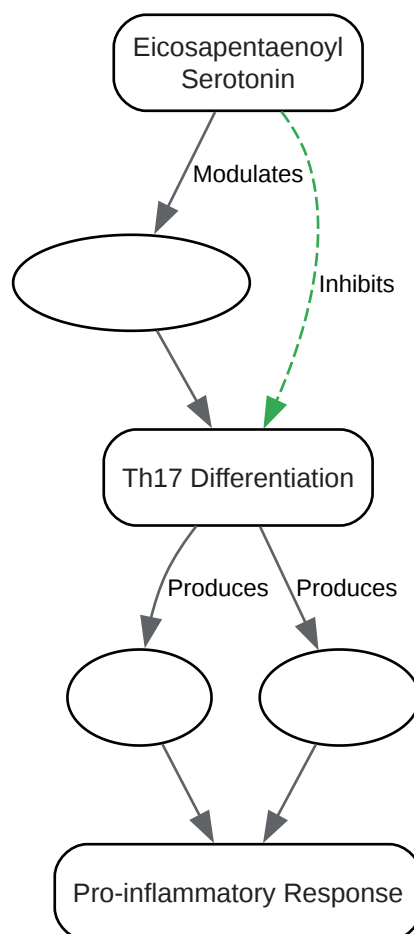 Eicosapentaenoyl
Serotonin
Modulates
Inhibits
Th17 Differentiation
Produces
Produces
Pro-inflammatory Response